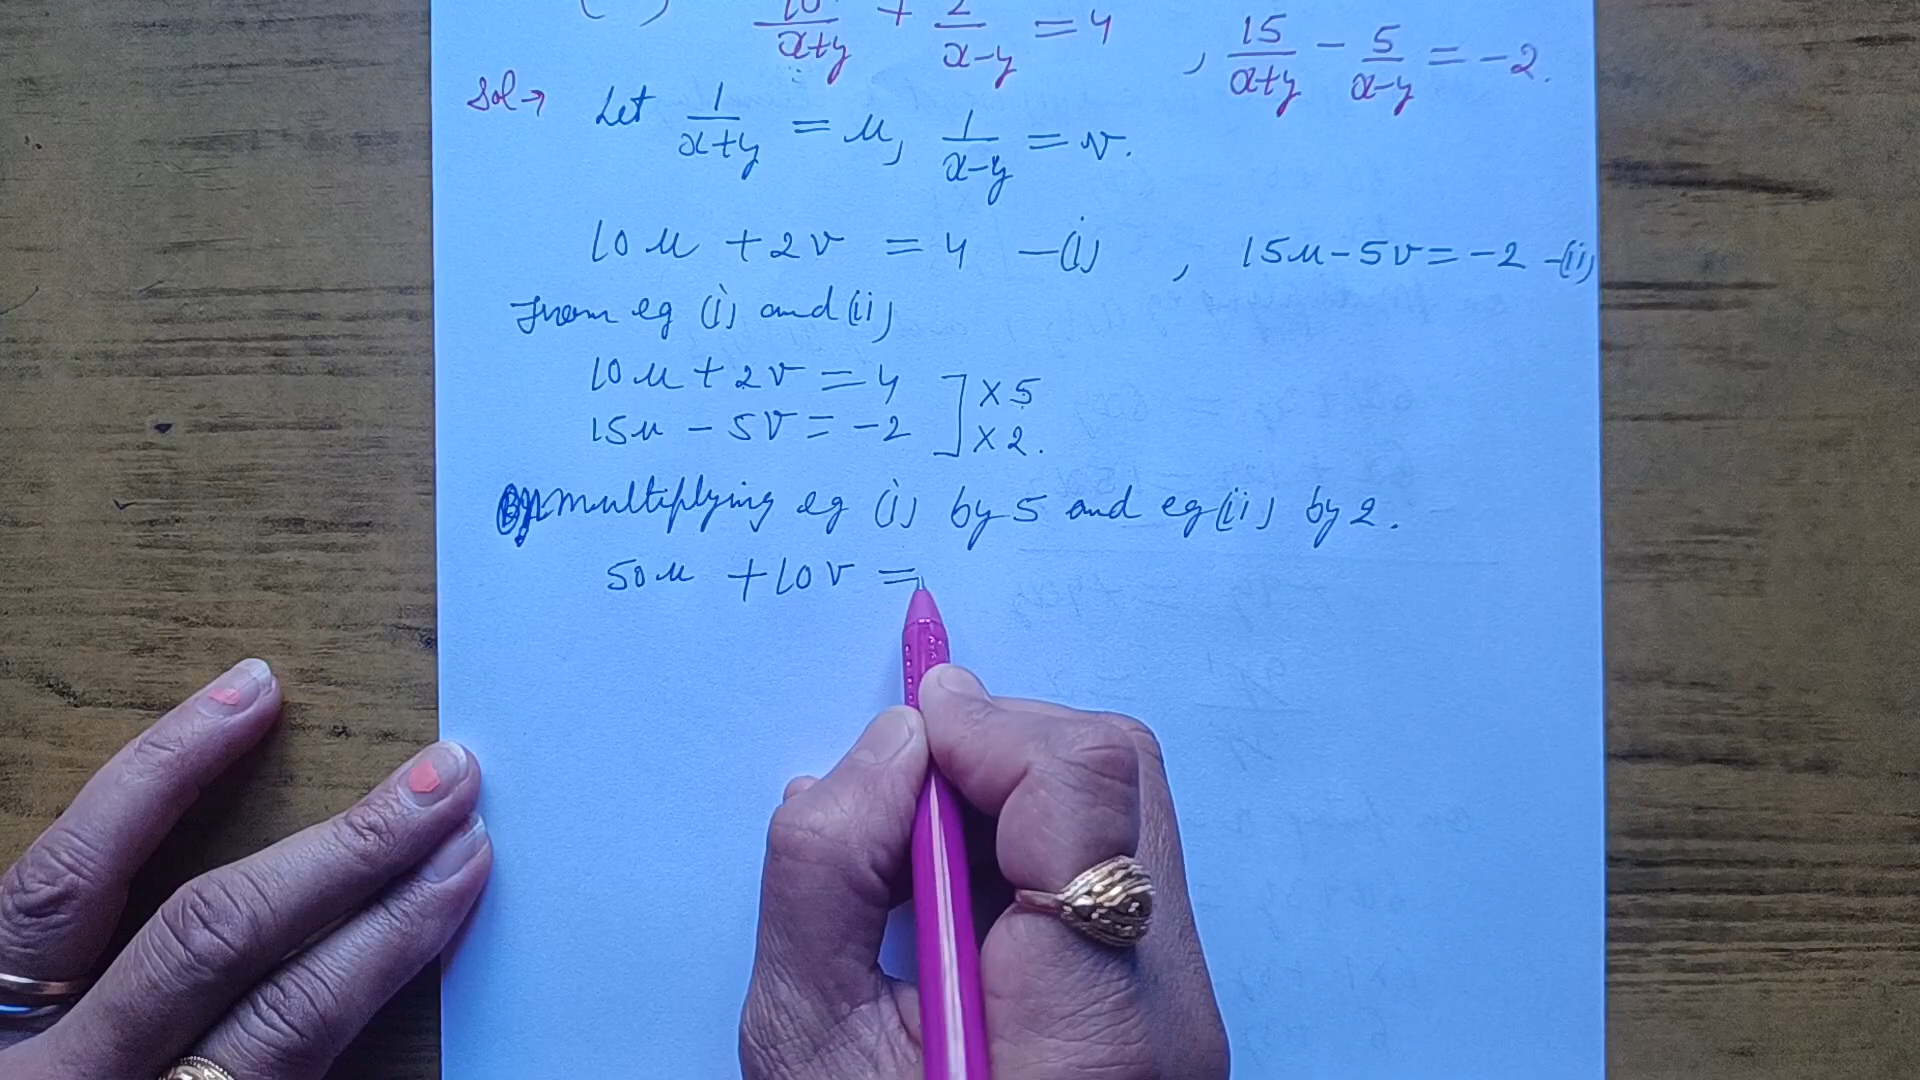 10/x+y + 2/x-y = 4 , 15/x+y - 5/x-y = -2.
Sol → Let 1/x+y = u, 1/x-y = v.
10u + 2v = 4 -(i) , 15u - 5v = -2 -(ii)
From eq (i) and (ii)
10u + 2v = 4 ] × 5
15u - 5v = -2 ] × 2.
By multiplying eq (i) by 5 and eq (ii) by 2.
50u + 10v =